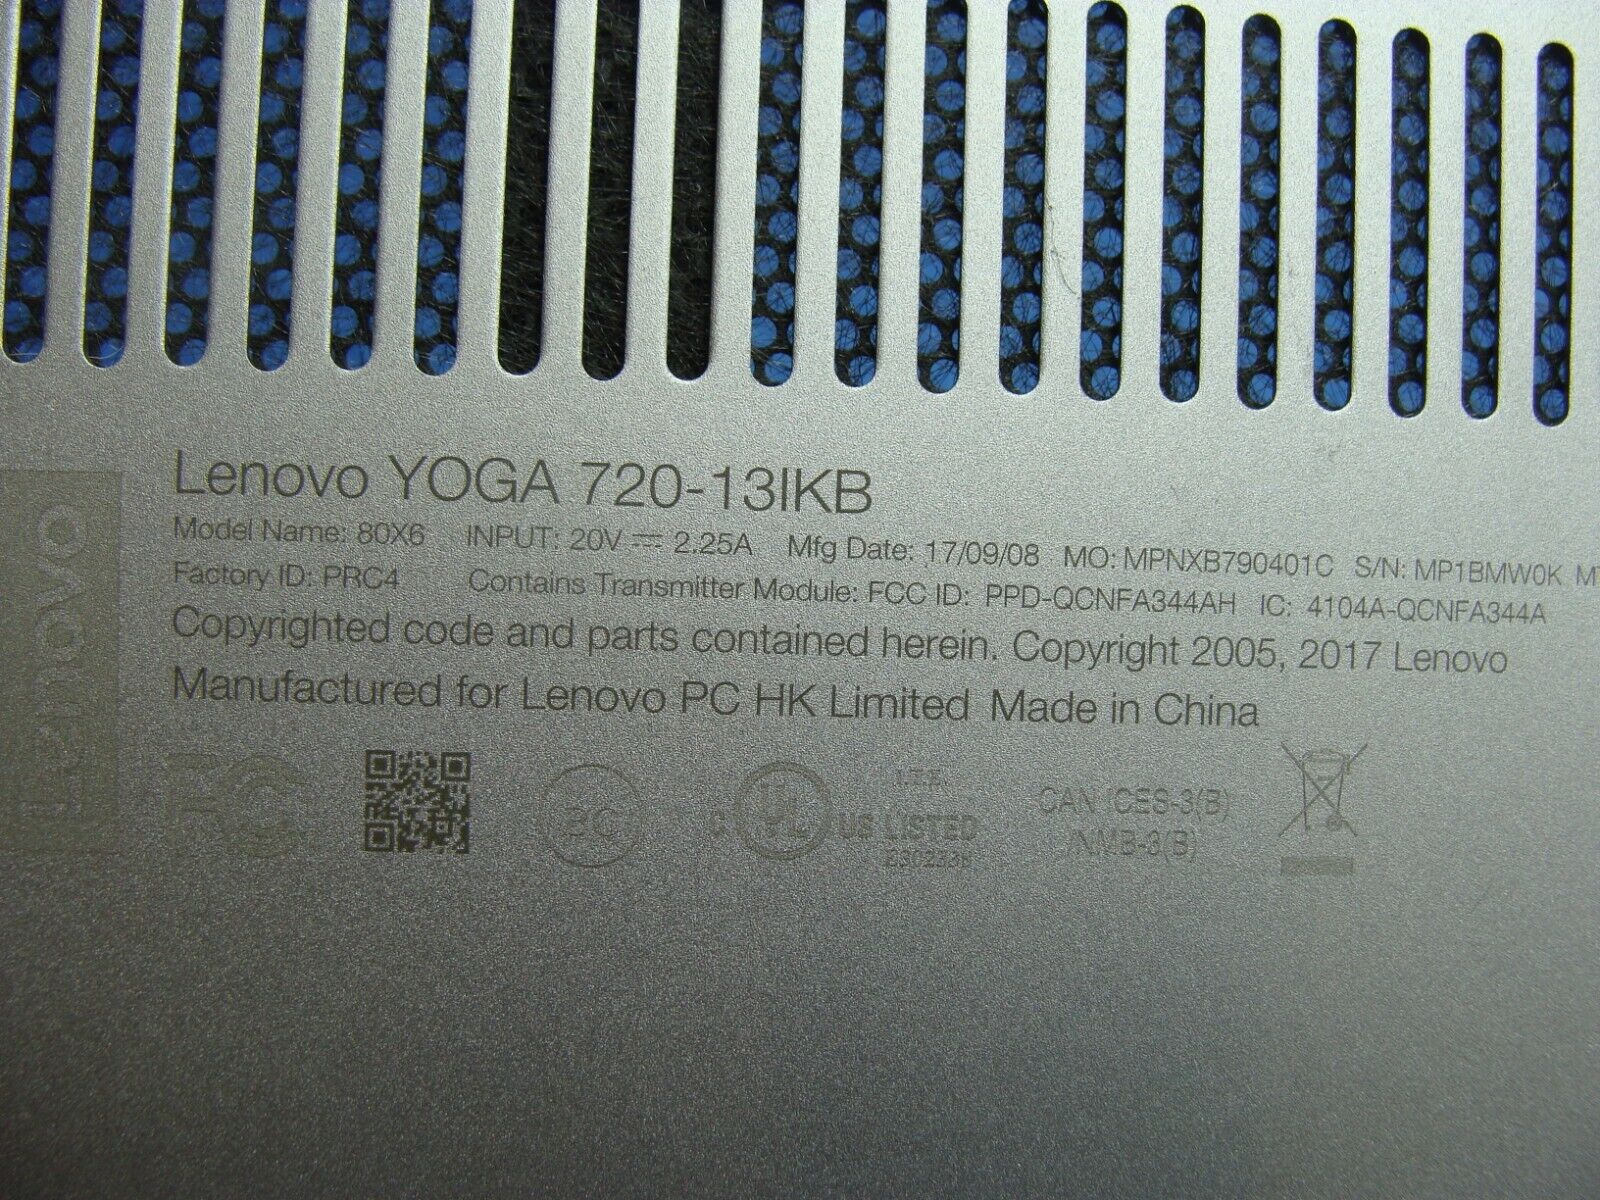 Lenovo YOGA 720-13IKB
Model Name: 80X6 INPUT: 20V ⎓ 2.25A Mfg Date: 17/09/08 MO: MPNXB790401C S/N: MP1BMW0K
Factory ID: PRC4 Contains Transmitter Module: FCC ID: PPD-QCNFA344AH IC: 4104A-QCNFA344A
Copyrighted code and parts contained herein. Copyright 2005, 2017 Lenovo
Manufactured for Lenovo PC HK Limited Made in China
Lenovo
FC
I.T.E.
C UL US LISTED
CAN ICES-3(B)
NMB-3(B)